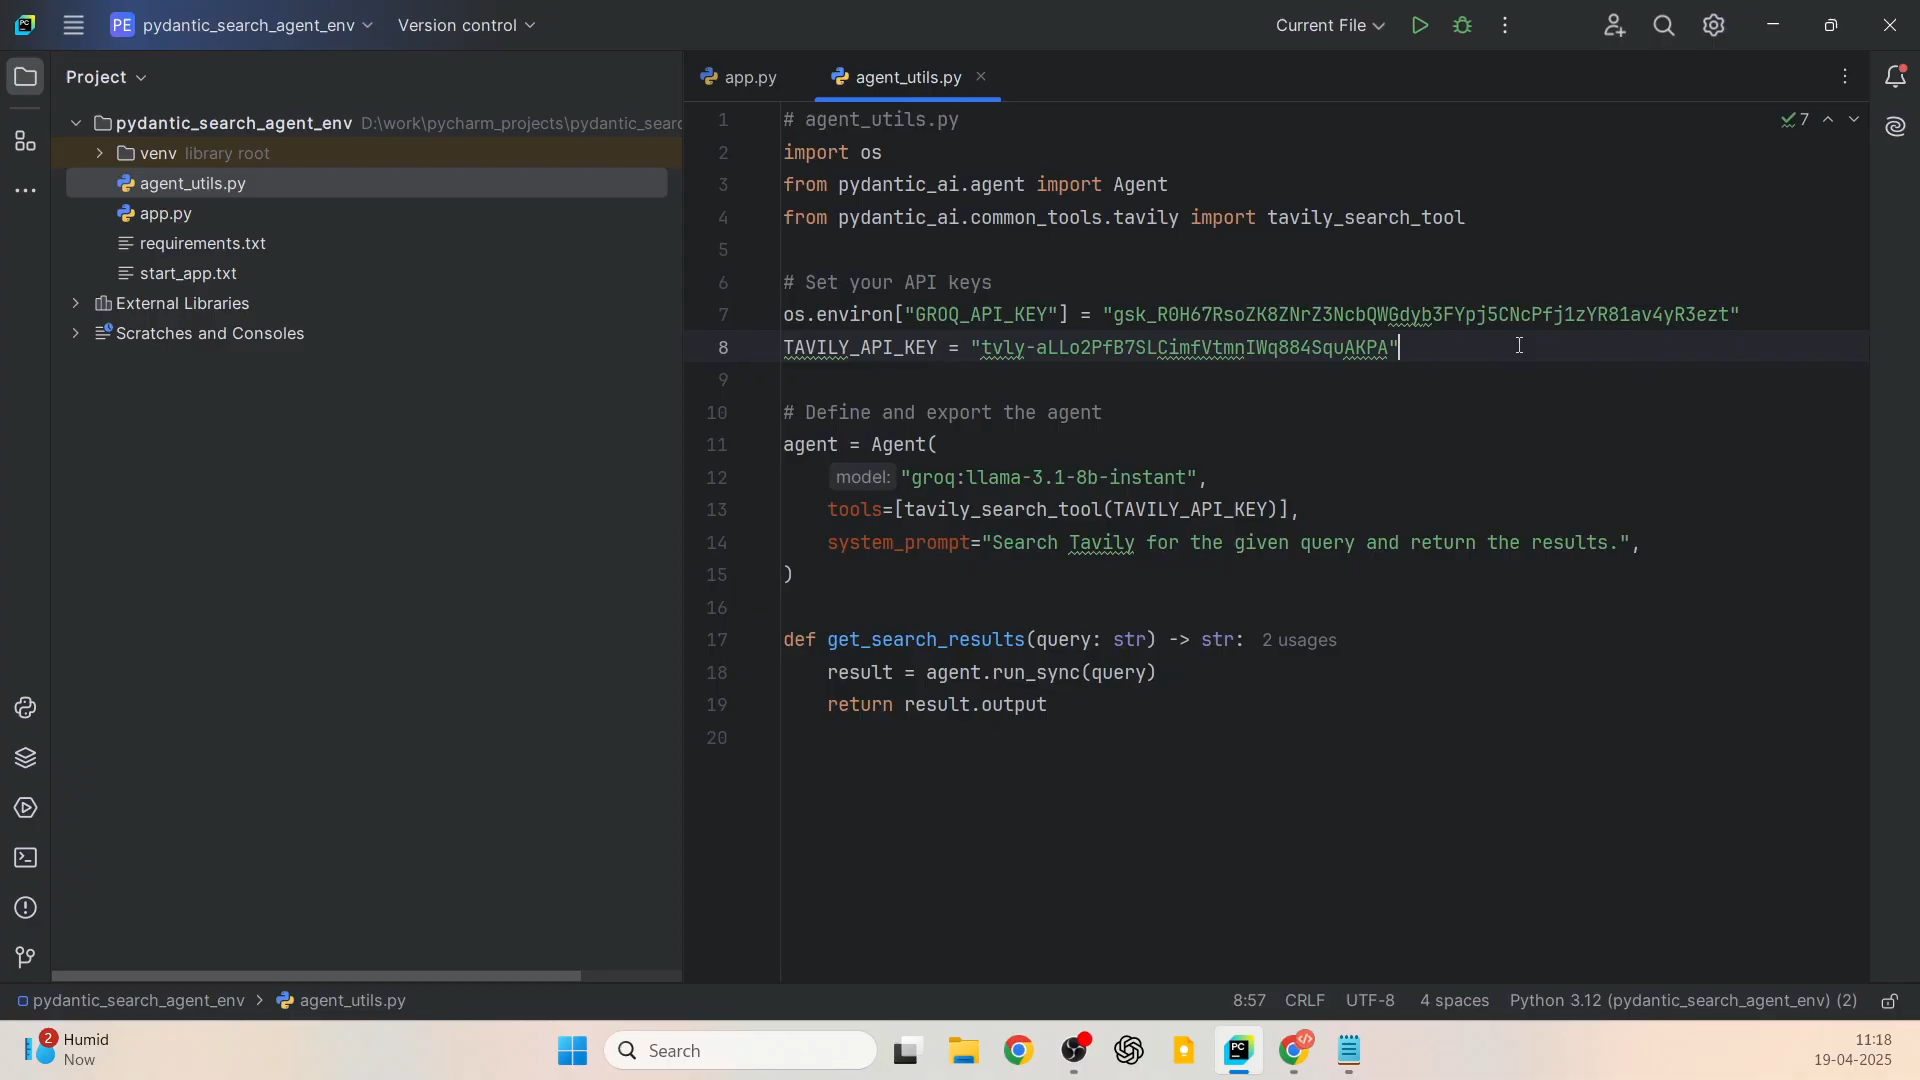 PE pydantic_search_agent_env Version control Current File
Project
app.py agent_utils.py
pydantic_search_agent_env D:\work\pycharm_projects\pydantic_searc
venv library root
agent_utils.py
app.py
requirements.txt
start_app.txt
External Libraries
Scratches and Consoles
7
1 # agent_utils.py
2 import os
3 from pydantic_ai.agent import Agent
4 from pydantic_ai.common_tools.tavily import tavily_search_tool
5
6 # Set your API keys
7 os.environ["GROQ_API_KEY"] = "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"
8 TAVILY_API_KEY = "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"
9
10 # Define and export the agent
11 agent = Agent(
12 model: "groq:llama-3.1-8b-instant",
13 tools=[tavily_search_tool(TAVILY_API_KEY)],
14 system_prompt="Search Tavily for the given query and return the results.",
15 )
16
17 def get_search_results(query: str) -> str: 2 usages
18 result = agent.run_sync(query)
19 return result.output
20
pydantic_search_agent_env > agent_utils.py 8:57 CRLF UTF-8 4 spaces Python 3.12 (pydantic_search_agent_env) (2)
2 Humid
Now
Search
PC
11:18
19-04-2025